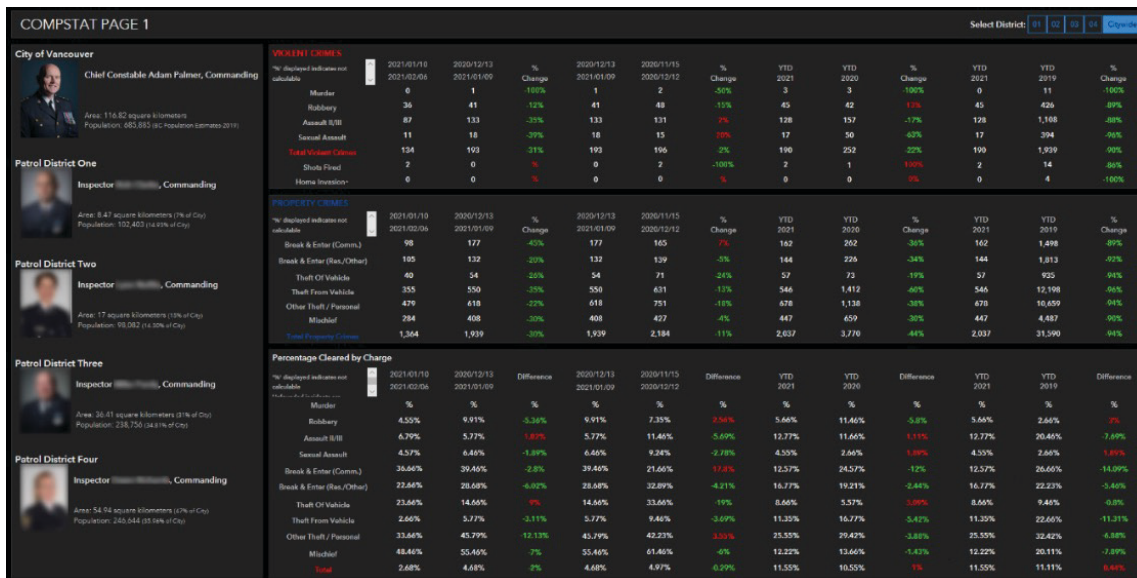 COMPSTAT PAGE 1
Select District: 01 02 03 04 Citywide
City of Vancouver
Chief Constable Adam Palmer, Commanding
Area: 116.82 square kilometers
Population: 685,885 (BC Population Estimates-2019)
Patrol District One
Inspector , Commanding
Area: 8.47 square kilometers (7% of City)
Population: 102,403 (14.93% of City)
Patrol District Two
Inspector , Commanding
Area: 17 square kilometers (15% of City)
Population: 98,082 (14.30% of City)
Patrol District Three
Inspector , Commanding
Area: 36.41 square kilometers (31% of City)
Population: 238,756 (34.81% of City)
Patrol District Four
Inspector , Commanding
Area: 54.94 square kilometers (47% of City)
Population: 246,644 (35.96% of City)
VIOLENT CRIMES
"%" displayed indicates not calculable
2021/01/10 2021/02/06 2020/12/13 2021/01/09 % Change 2020/12/13 2021/01/09 2020/11/15 2020/12/12 % Change YTD 2021 YTD 2020 % Change YTD 2021 YTD 2019 % Change
Murder 0 1 -100% 1 2 -50% 3 3 -100% 0 11 -100%
Robbery 36 41 -12% 41 48 -15% 45 42 13% 45 426 -89%
Assault II/III 87 133 -35% 133 131 2% 128 157 -17% 128 1,108 -88%
Sexual Assault 11 18 -39% 18 15 20% 17 50 -63% 17 394 -96%
Total Violent Crimes 134 193 -31% 193 196 -2% 190 252 -22% 190 1,939 -90%
Shots Fired 2 0 % 0 2 -100% 2 1 100% 2 14 -86%
Home Invasion~ 0 0 % 0 0 % 0 0 0% 0 4 -100%
PROPERTY CRIMES
"%" displayed indicates not calculable
2021/01/10 2021/02/06 2020/12/13 2021/01/09 % Change 2020/12/13 2021/01/09 2020/11/15 2020/12/12 % Change YTD 2021 YTD 2020 % Change YTD 2021 YTD 2019 % Change
Break & Enter (Comm.) 98 177 -45% 177 165 7% 162 262 -36% 162 1,498 -89%
Break & Enter (Res./Other) 105 132 -20% 132 139 -5% 144 226 -34% 144 1,813 -92%
Theft Of Vehicle 40 54 -26% 54 71 -24% 57 73 -19% 57 935 -94%
Theft From Vehicle 355 550 -35% 550 631 -13% 546 1,412 -60% 546 12,198 -96%
Other Theft / Personal 479 618 -22% 618 751 -18% 678 1,138 -38% 678 10,659 -94%
Mischief 284 408 -30% 408 427 -4% 447 659 -30% 447 4,487 -90%
Total Property Crimes 1,364 1,939 -30% 1,939 2,184 -11% 2,037 3,770 -44% 2,037 31,590 -94%
Percentage Cleared by Charge
"%" displayed indicates not calculable
2021/01/10 2021/02/06 2020/12/13 2021/01/09 Difference 2020/12/13 2021/01/09 2020/11/15 2020/12/12 Difference YTD 2021 YTD 2020 Difference YTD 2021 YTD 2019 Difference
Murder % % % % % % % % % % % %
Robbery 4.55% 9.91% -5.36% 9.91% 7.35% 2.56% 5.66% 11.46% -5.8% 5.66% 2.66% 3%
Assault II/III 6.79% 5.77% 1.02% 5.77% 11.46% -5.69% 12.77% 11.66% 1.11% 12.77% 20.46% -7.69%
Sexual Assault 4.57% 6.46% -1.89% 6.46% 9.24% -2.78% 4.55% 2.66% 1.89% 4.55% 2.66% 1.89%
Break & Enter (Comm.) 36.66% 39.46% -2.8% 39.46% 21.66% 17.8% 12.57% 24.57% -12% 12.57% 26.66% -14.09%
Break & Enter (Res./Other) 22.66% 28.68% -6.02% 28.68% 32.89% -4.21% 16.77% 19.21% -2.44% 16.77% 22.23% -5.46%
Theft Of Vehicle 23.66% 14.66% 9% 14.66% 33.66% -19% 8.66% 5.57% 3.09% 8.66% 9.46% -0.8%
Theft From Vehicle 2.66% 5.77% -3.11% 5.77% 9.46% -3.69% 11.35% 16.77% -5.42% 11.35% 22.66% -11.31%
Other Theft / Personal 33.66% 45.79% -12.13% 45.79% 42.23% 3.55% 25.55% 29.42% -3.88% 25.55% 32.42% -6.88%
Mischief 48.46% 55.46% -7% 55.46% 61.46% -6% 12.22% 13.66% -1.43% 12.22% 20.11% -7.89%
Total 2.68% 4.68% -2% 4.68% 4.97% -0.29% 11.55% 10.55% 1% 11.55% 11.11% 0.44%